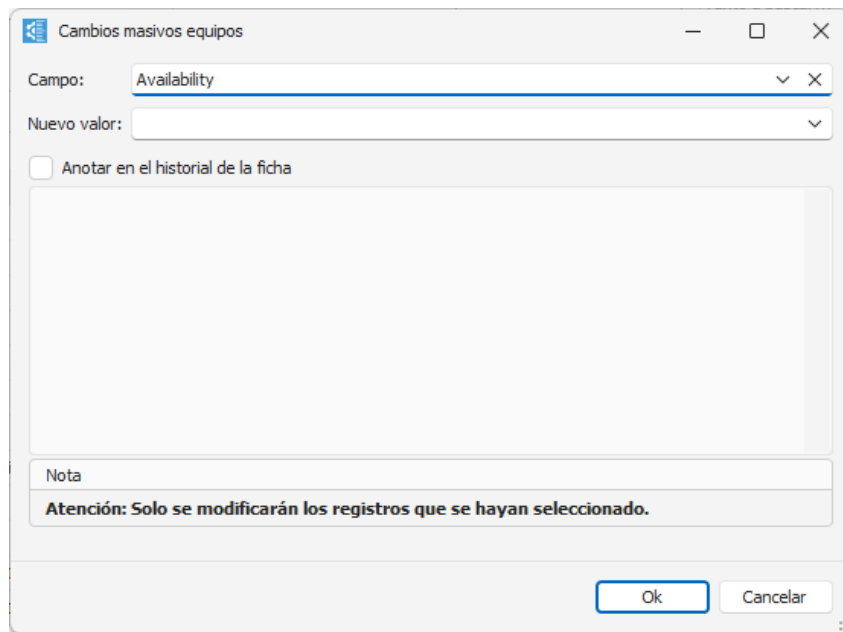 Cambios masivos equipos
Campo: Availability
Nuevo valor:
Anotar en el historial de la ficha
Nota
Atención: Solo se modificarán los registros que se hayan seleccionado.
Ok Cancelar